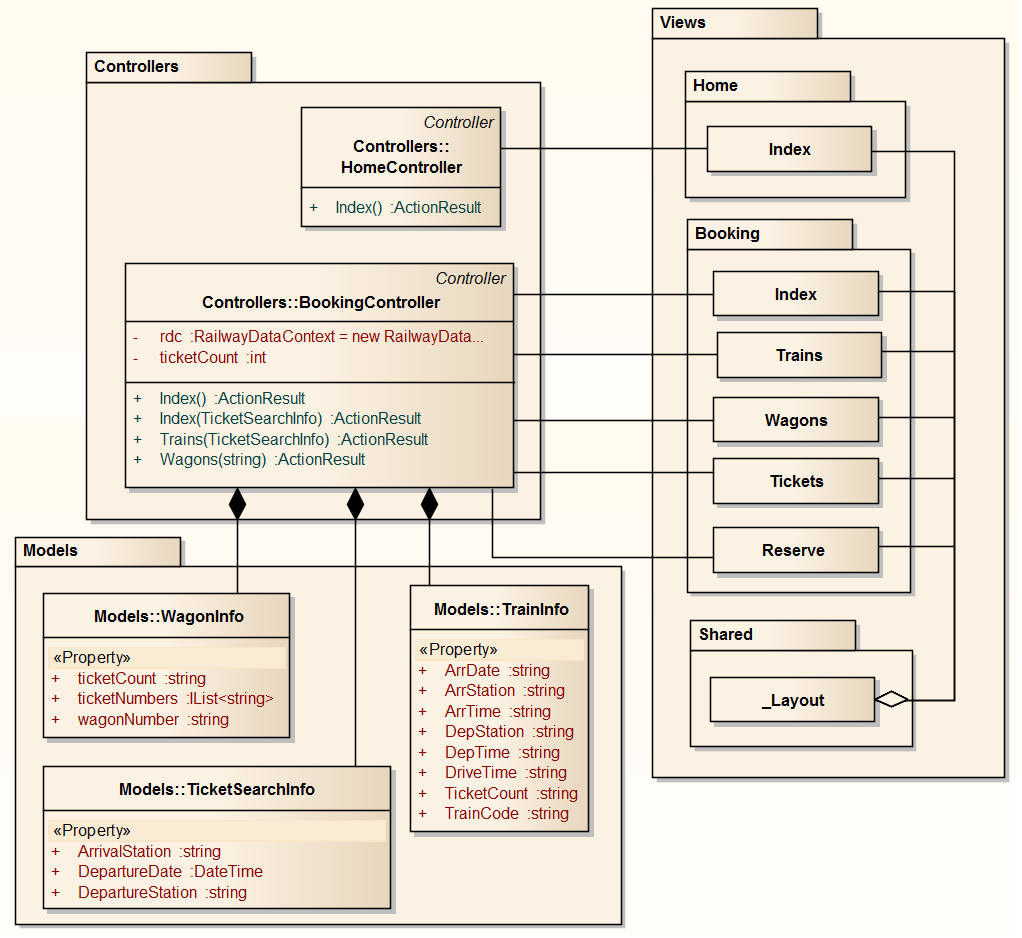 Controllers
Controller
Controllers::
HomeController
+ Index() :ActionResult
Controller
Controllers::BookingController
- rdc :RailwayDataContext = new RailwayData...
- ticketCount :int
+ Index() :ActionResult
+ Index(TicketSearchInfo) :ActionResult
+ Trains(TicketSearchInfo) :ActionResult
+ Wagons(string) :ActionResult
Models
Models::WagonInfo
«Property»
+ ticketCount :string
+ ticketNumbers :IList<string>
+ wagonNumber :string
Models::TicketSearchInfo
«Property»
+ ArrivalStation :string
+ DepartureDate :DateTime
+ DepartureStation :string
Models::TrainInfo
«Property»
+ ArrDate :string
+ ArrStation :string
+ ArrTime :string
+ DepStation :string
+ DepTime :string
+ DriveTime :string
+ TicketCount :string
+ TrainCode :string
Views
Home
Index
Booking
Index
Trains
Wagons
Tickets
Reserve
Shared
_Layout